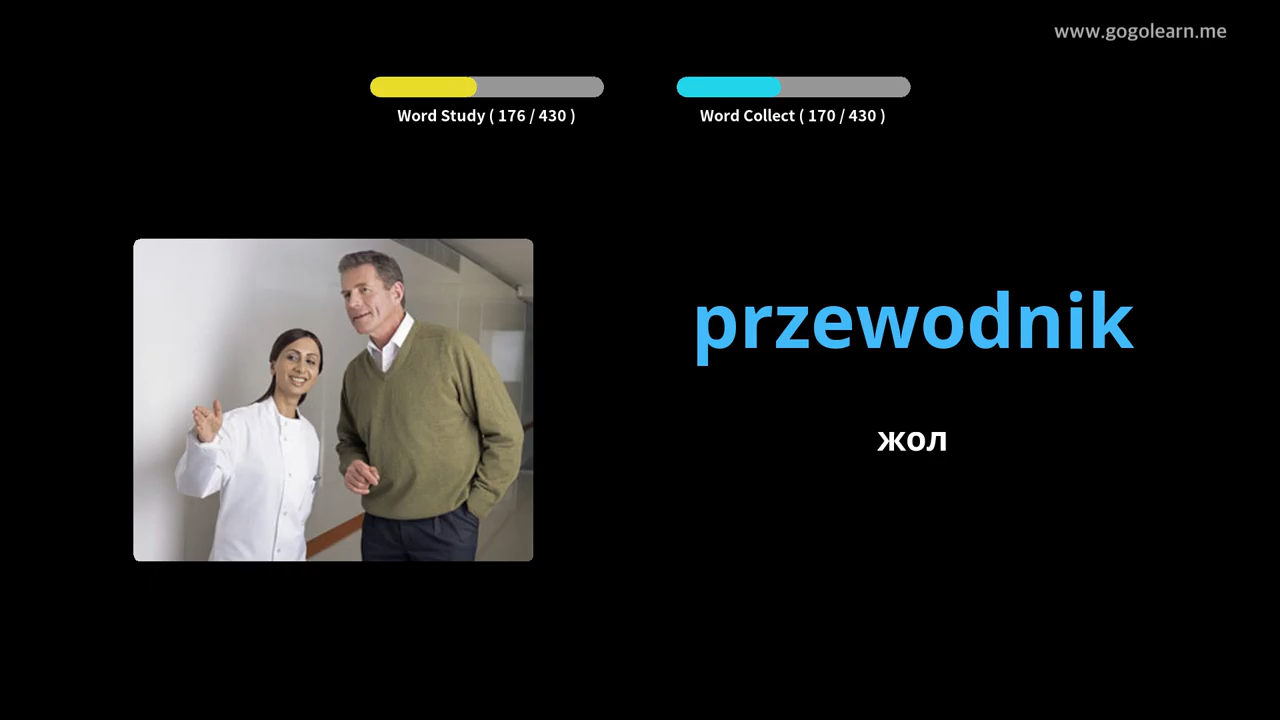 www.gogolearn.me
Word Study ( 176 / 430 )
Word Collect ( 170 / 430 )
przewodnik
жол